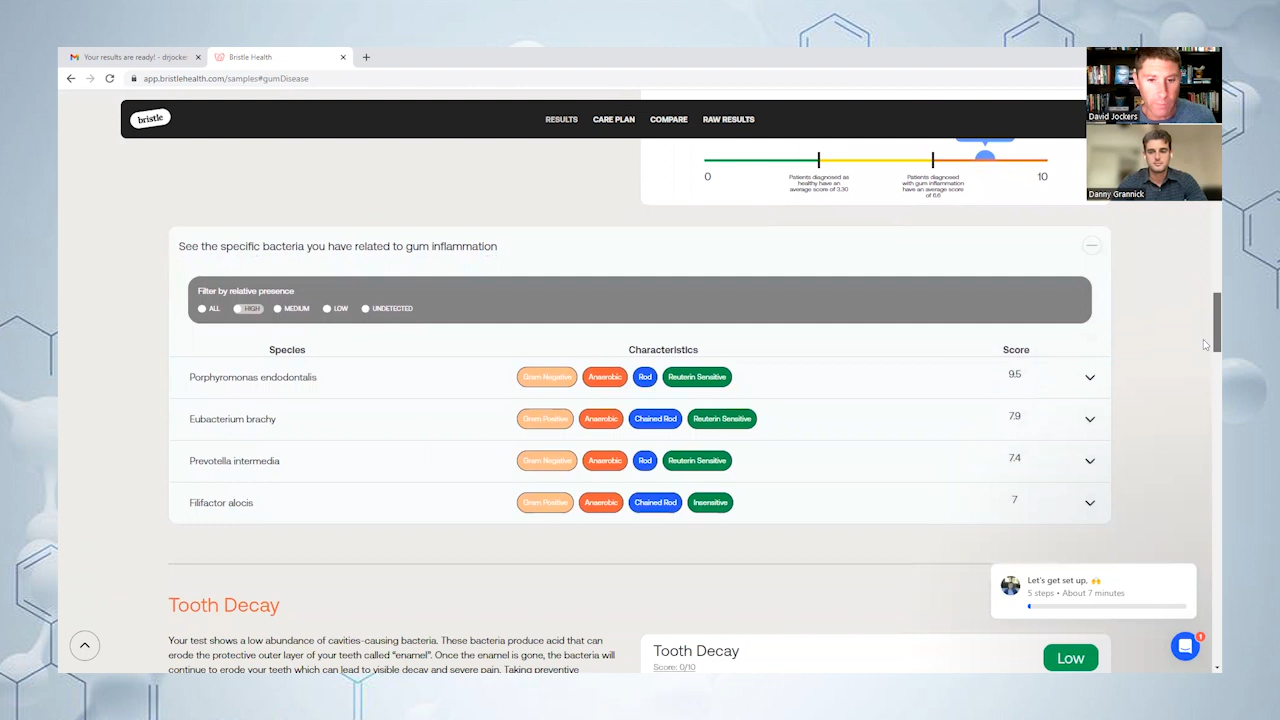 Your results are ready! - drjocker
Bristle Health
app.bristlehealth.com/samples#gumDisease
David Jockers
bristle
RESULTS
CARE PLAN
COMPARE
RAW RESULTS
0
Patients diagnosed as
healthy have an
average score of 3.30
Patients diagnosed
with gum inflammation
have an average score
of 6.6
10
Danny Grannick
See the specific bacteria you have related to gum inflammation
Filter by relative presence
ALL
HIGH
MEDIUM
LOW
UNDETECTED
Species
Characteristics
Score
Porphyromonas endodontalis
Gram Negative
Anaerobic
Rod
Reuterin Sensitive
9.5
Eubacterium brachy
Gram Positive
Anaerobic
Chained Rod
Reuterin Sensitive
7.9
Prevotella intermedia
Gram Negative
Anaerobic
Rod
Reuterin Sensitive
7.4
Filifactor alocis
Gram Positive
Anaerobic
Chained Rod
Insensitive
7
Let's get set up, 🙌
5 steps • About 7 minutes
Tooth Decay
Your test shows a low abundance of cavities-causing bacteria. These bacteria produce acid that can
erode the protective outer layer of your teeth called "enamel". Once the enamel is gone, the bacteria will
continue to erode your teeth which can lead to visible decay and severe pain. Taking preventive
Tooth Decay
Score: 0/10
Low
1